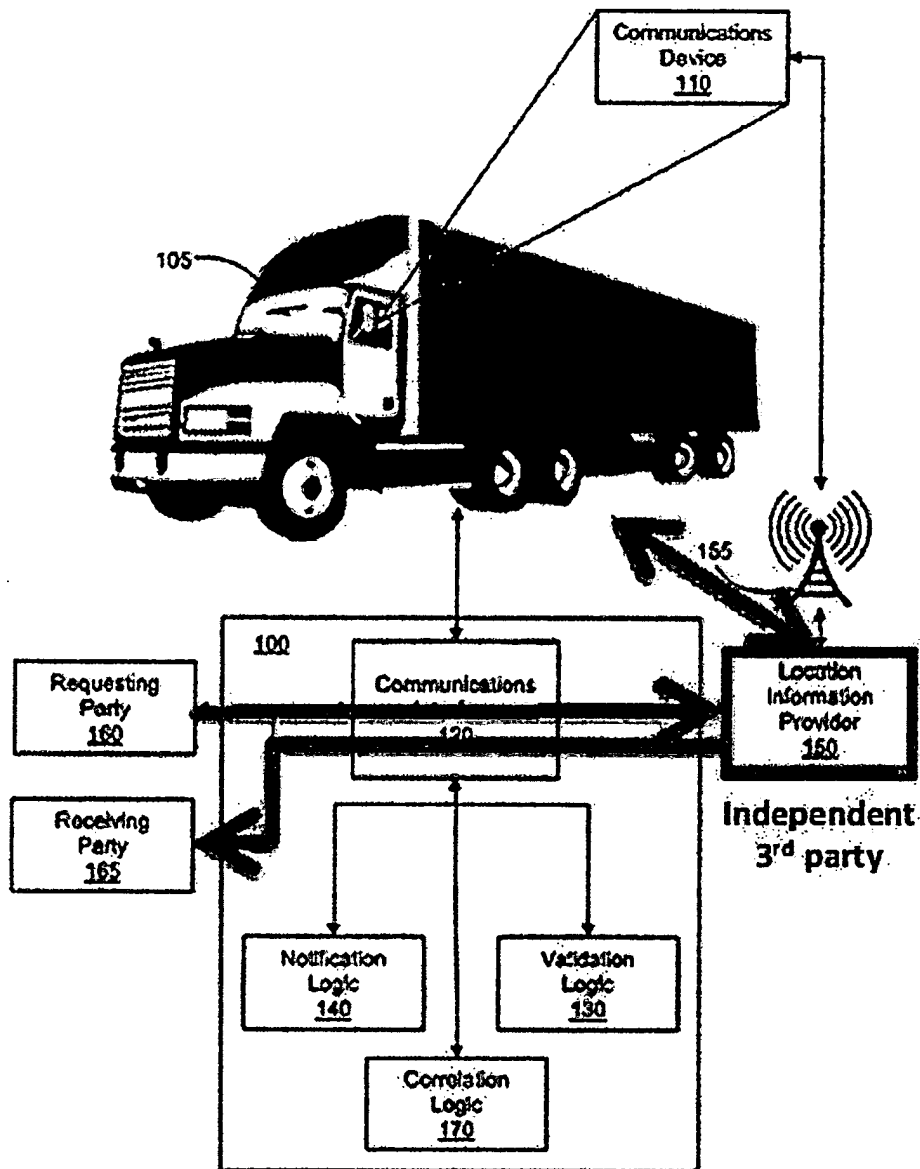 Communications
Device
110
105
155
100
Communications
120
Requesting
Party
160
Location
Information
Provider
150
Receiving
Party
165
Independent
3rd party
Notification
Logic
140
Validation
Logic
130
Correlation
Logic
170